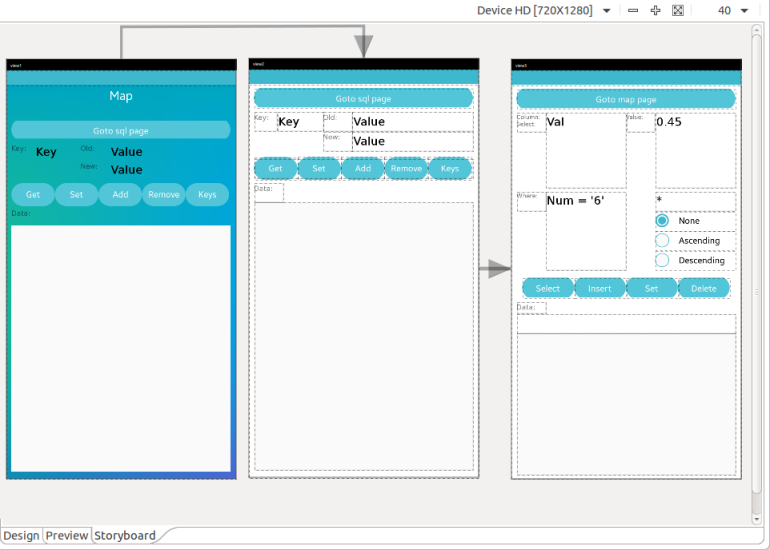 Device HD [720X1280]
40
view1
Map
Goto sql page
Key: Key Old: Value
New: Value
Get Set Add Remove Keys
Data:
view2
Goto sql page
Key: Key Old: Value
New: Value
Get Set Add Remove Keys
Data:
view3
Goto map page
Column Select: Val Value: 0.45
Where: Num = '6' *
None
Ascending
Descending
Select Insert Set Delete
Data:
Design Preview Storyboard